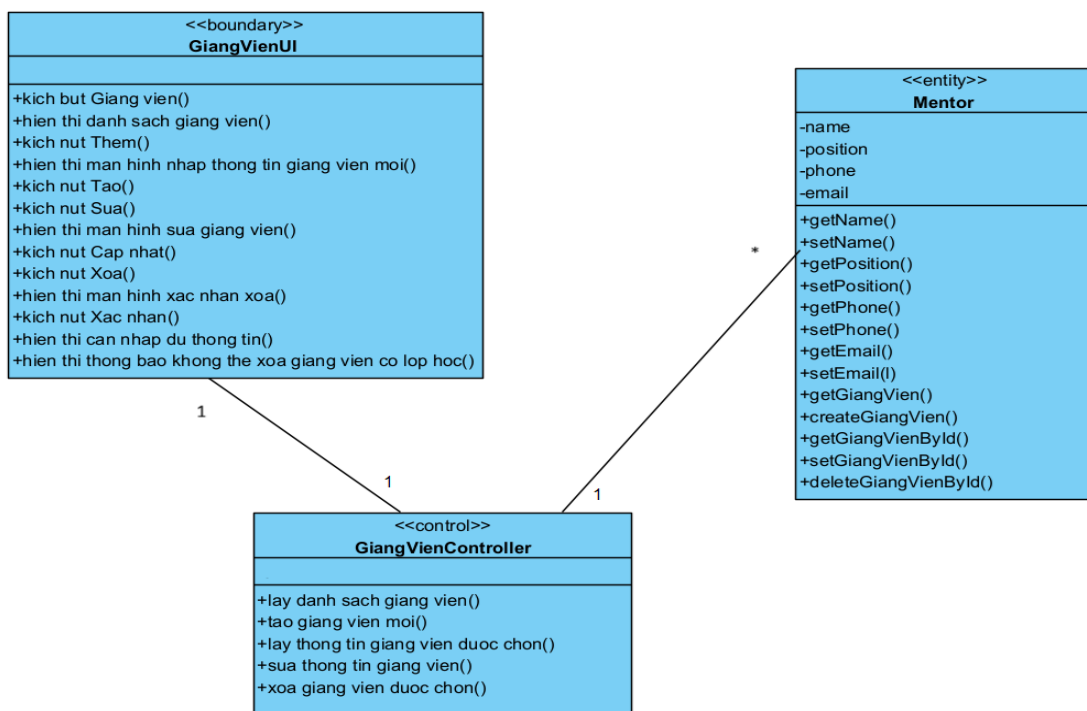 <<boundary>>
GiangVienUI
+kich but Giang vien()
+hien thi danh sach giang vien()
+kich nut Them()
+hien thi man hinh nhap thong tin giang vien moi()
+kich nut Tao()
+kich nut Sua()
+hien thi man hinh sua giang vien()
+kich nut Cap nhat()
+kich nut Xoa()
+hien thi man hinh xac nhan xoa()
+kich nut Xac nhan()
+hien thi can nhap du thong tin()
+hien thi thong bao khong the xoa giang vien co lop hoc()
<<entity>>
Mentor
-name
-position
-phone
-email
+getName()
+setName()
+getPosition()
+setPosition()
+getPhone()
+setPhone()
+getEmail()
+setEmail(l)
+getGiangVien()
+createGiangVien()
+getGiangVienById()
+setGiangVienById()
+deleteGiangVienById()
*
1
1
1
<<control>>
GiangVienController
+lay danh sach giang vien()
+tao giang vien moi()
+lay thong tin giang vien duoc chon()
+sua thong tin giang vien()
+xoa giang vien duoc chon()